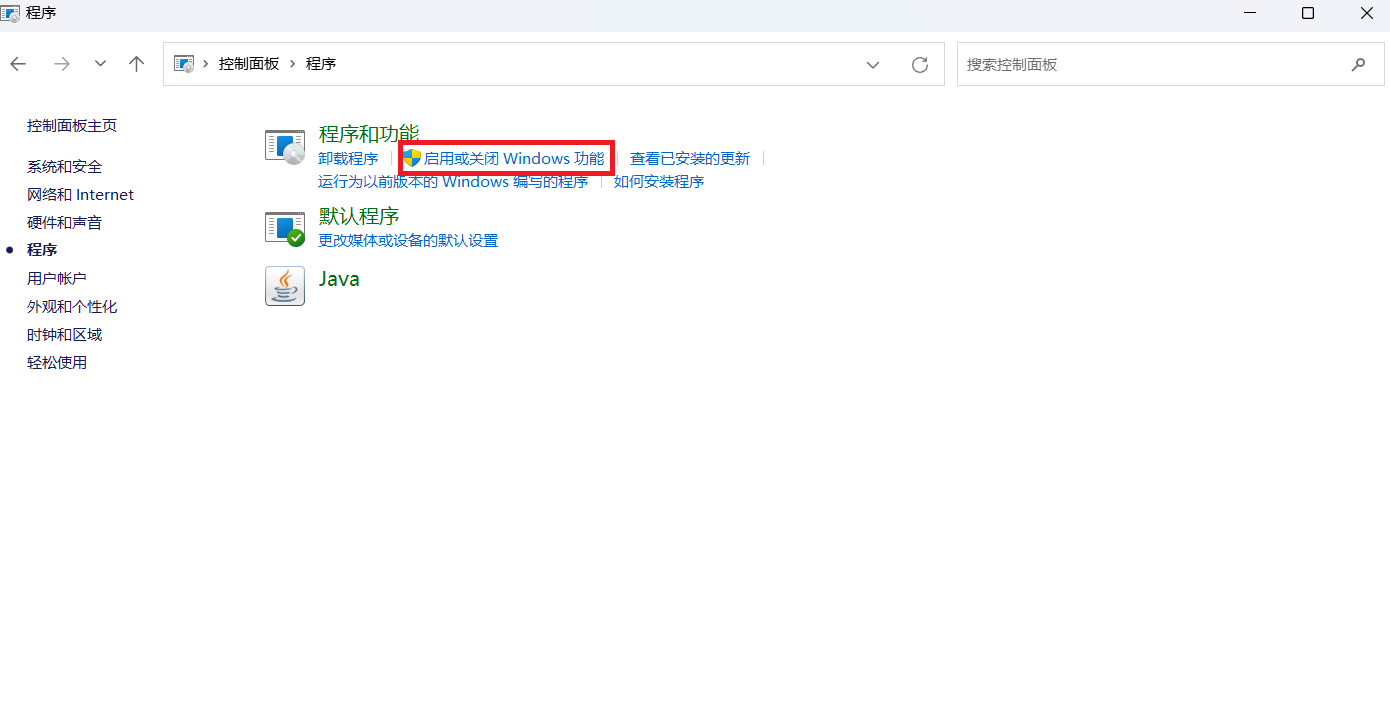 程序
控制面板 程序
搜索控制面板
控制面板主页
系统和安全
网络和 Internet
硬件和声音
程序
用户帐户
外观和个性化
时钟和区域
轻松使用
程序和功能
卸载程序 启用或关闭 Windows 功能 查看已安装的更新
运行为以前版本的 Windows 编写的程序 如何安装程序
默认程序
更改媒体或设备的默认设置
Java